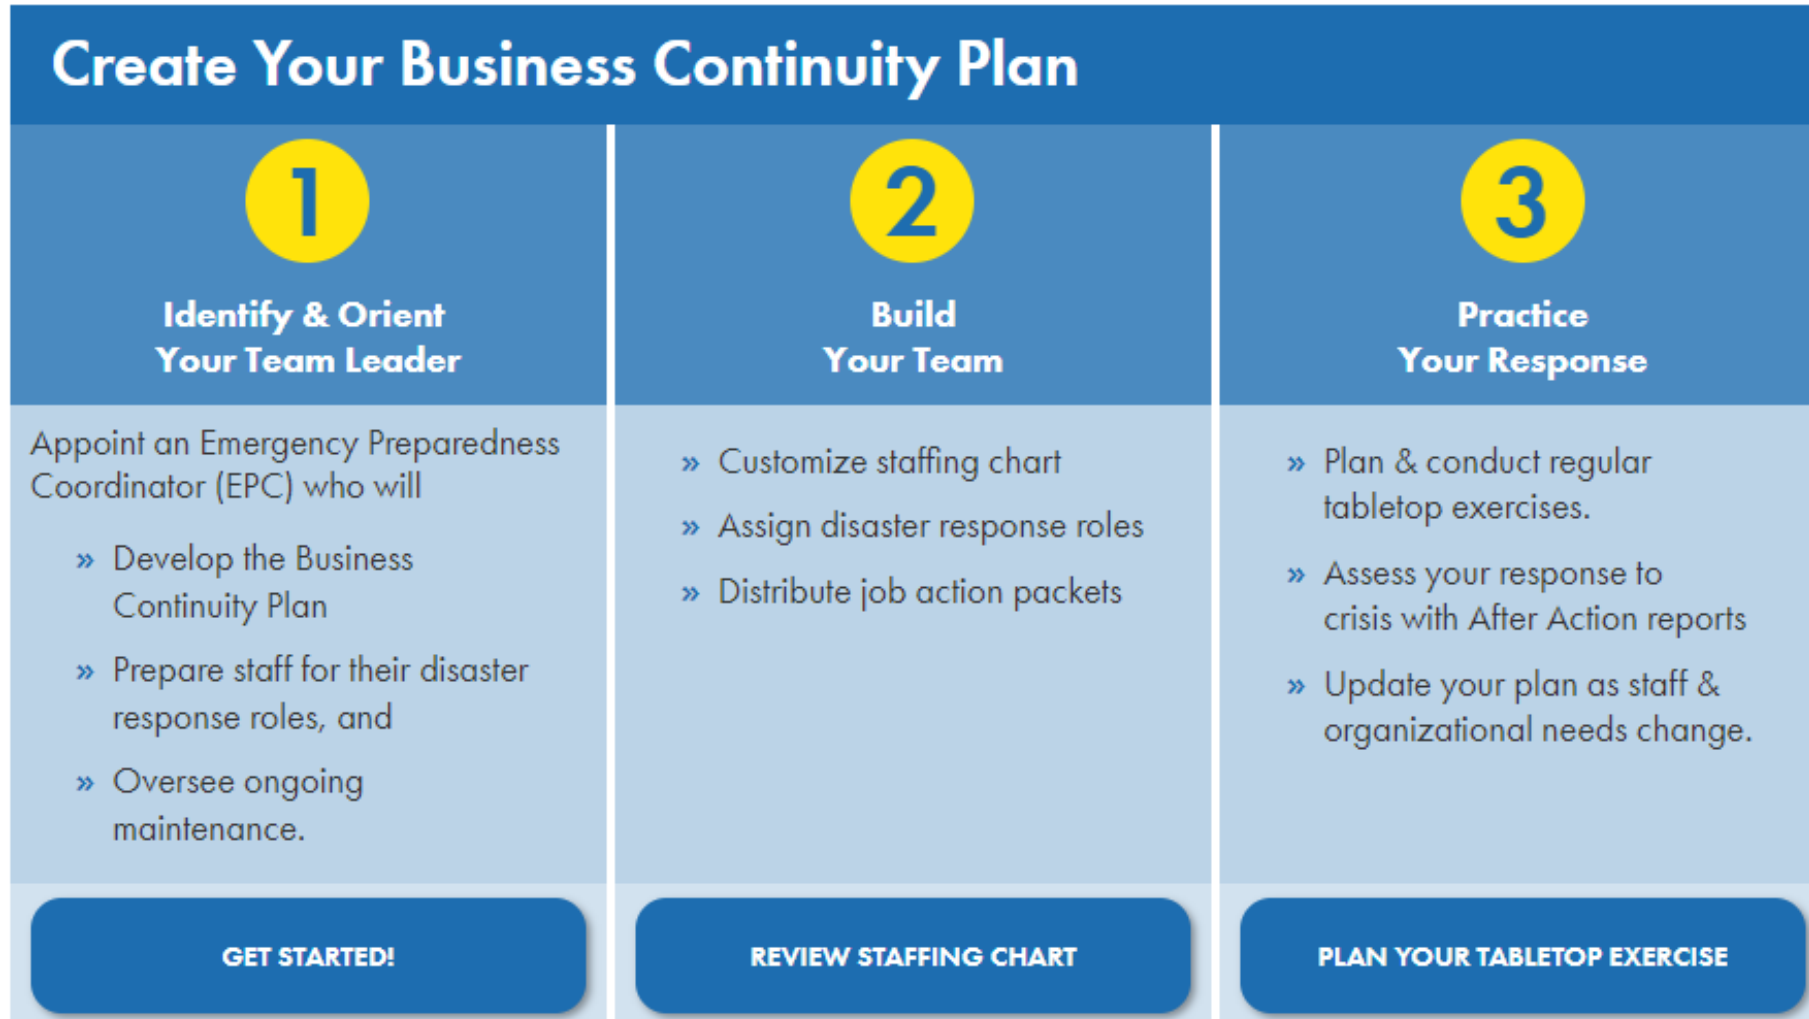 Create Your Business Continuity Plan
1
Identify & Orient
Your Team Leader
Appoint an Emergency Preparedness
Coordinator (EPC) who will
» Develop the Business
Continuity Plan
» Prepare staff for their disaster
response roles, and
» Oversee ongoing
maintenance.
GET STARTED!
2
Build
Your Team
» Customize staffing chart
» Assign disaster response roles
» Distribute job action packets
REVIEW STAFFING CHART
3
Practice
Your Response
» Plan & conduct regular
tabletop exercises.
» Assess your response to
crisis with After Action reports
» Update your plan as staff &
organizational needs change.
PLAN YOUR TABLETOP EXERCISE